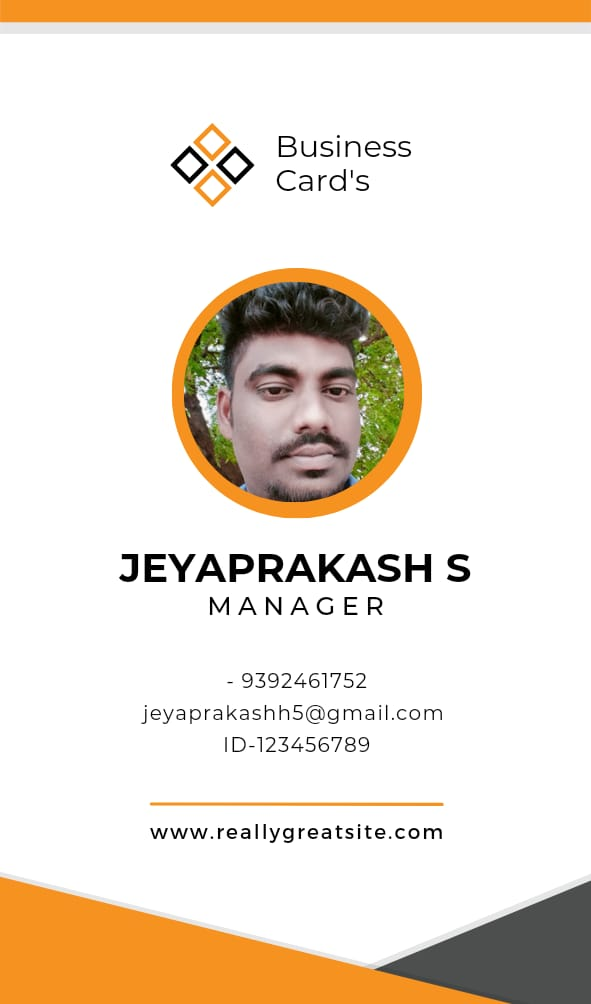 Business
Card's
JEYAPRAKASH S
MANAGER
- 9392461752
jeyaprakashh5@gmail.com
ID-123456789
www.reallygreatsite.com